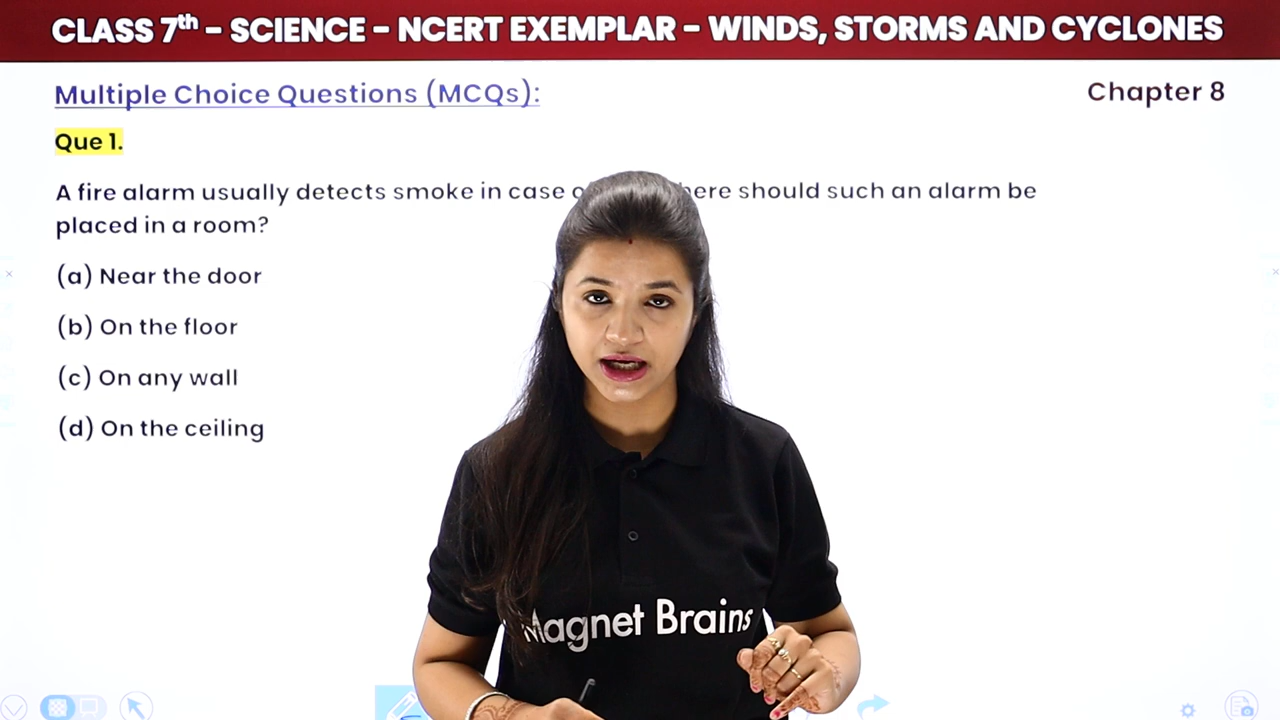 CLASS 7th – SCIENCE – NCERT EXEMPLAR – WINDS, STORMS AND CYCLONES
Multiple Choice Questions (MCQs):
Chapter 8
Que 1.
A fire alarm usually detects smoke in case should such an alarm be
placed in a room?
(a) Near the door
(b) On the floor
(c) On any wall
(d) On the ceiling
Magnet Brains